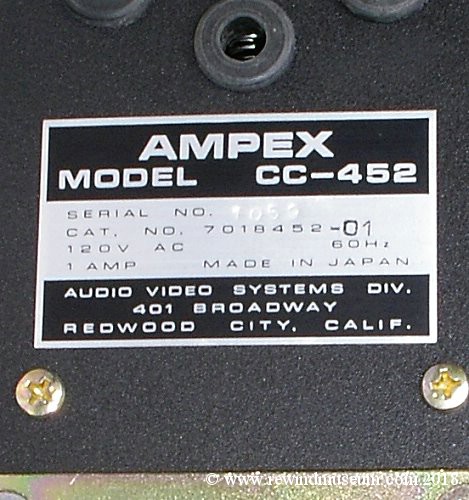 AMPEX
MODEL CC-452
SERIAL NO.
CAT. NO. 7018452-01
120V AC 60Hz
1 AMP MADE IN JAPAN
AUDIO VIDEO SYSTEMS DIV.
401 BROADWAY
REDWOOD CITY, CALIF.
© www.rewindmuseum.com 2018